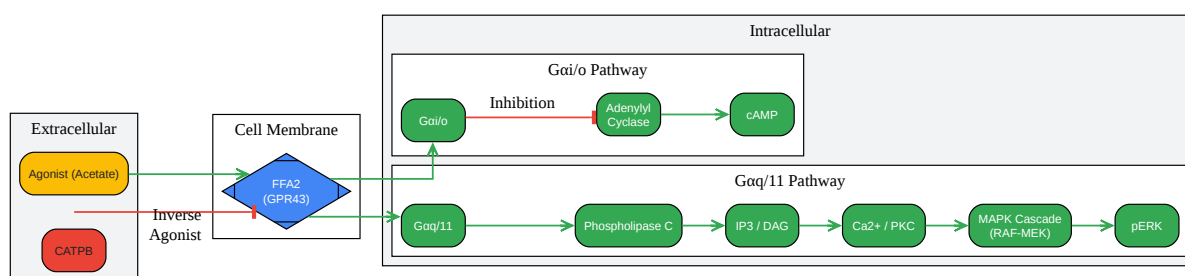 Intracellular
Gαi/o Pathway
Inhibition
Gαi/o
Adenylyl
Cyclase
cAMP
Extracellular
Agonist (Acetate)
Cell Membrane
FFA2
(GPR43)
Inverse
Agonist
CATPB
Gαq/11 Pathway
Gαq/11
Phospholipase C
IP3 / DAG
Ca2+ / PKC
MAPK Cascade
(RAF-MEK)
pERK